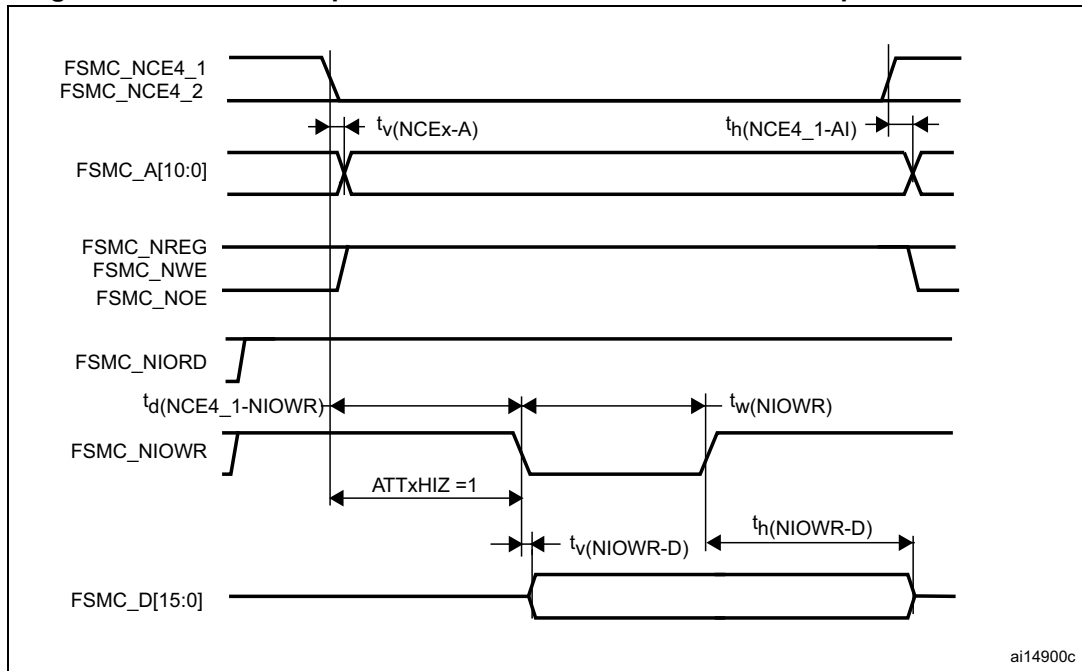 FSMC_NCE4_1
FSMC_NCE4_2
tv(NCEx-A)
th(NCE4_1-AI)
FSMC_A[10:0]
FSMC_NREG
FSMC_NWE
FSMC_NOE
FSMC_NIORD
td(NCE4_1-NIOWR)
tw(NIOWR)
FSMC_NIOWR
ATTxHIZ =1
tv(NIOWR-D)
th(NIOWR-D)
FSMC_D[15:0]
ai14900c